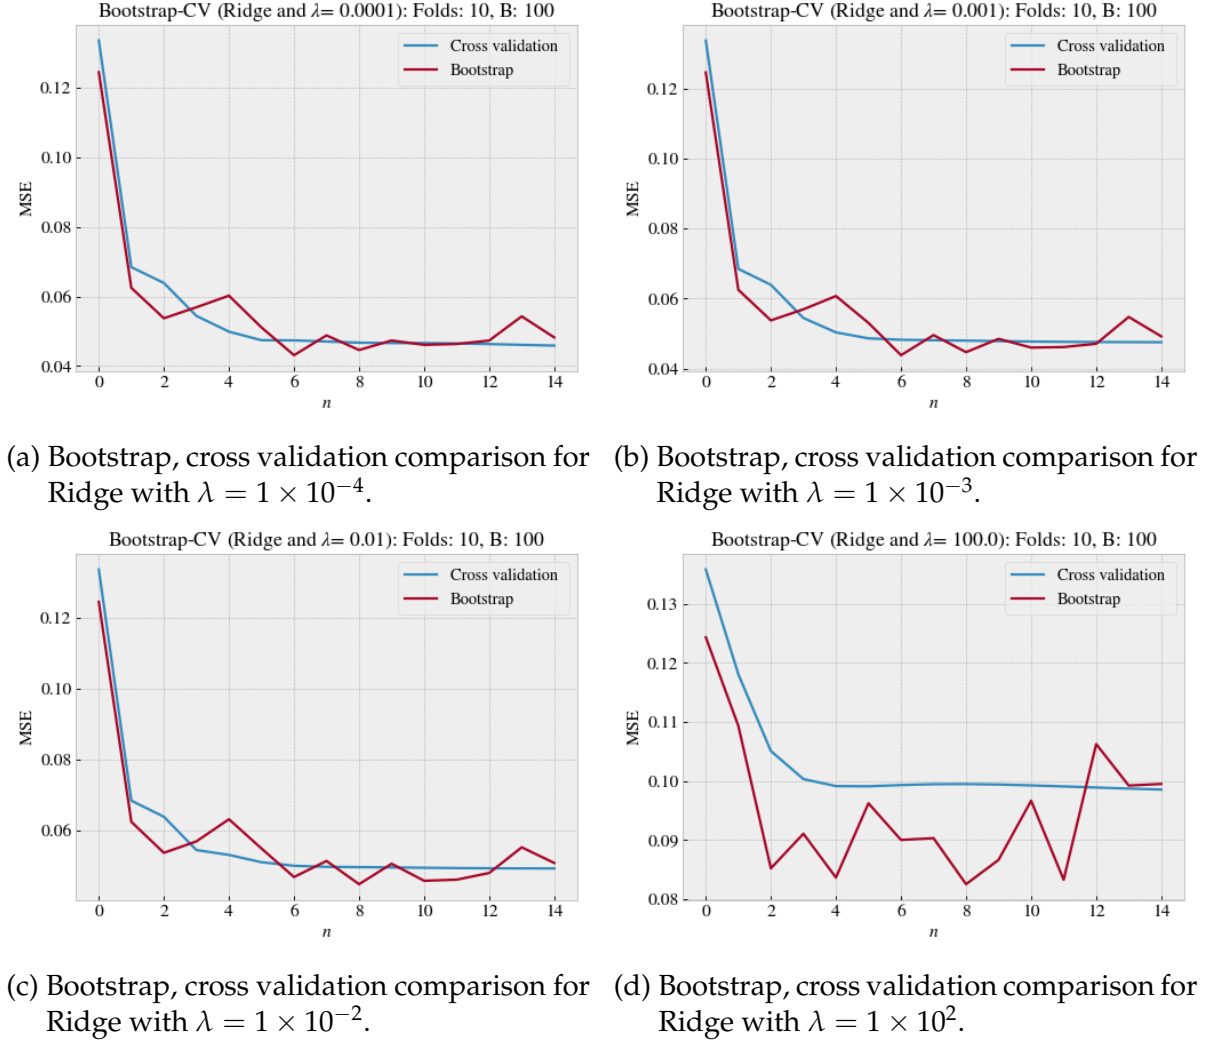 Bootstrap-CV (Ridge and λ= 0.0001): Folds: 10, B: 100
Cross validation
Bootstrap
0.12
0.10
0.08
0.06
0.04
MSE
0 2 4 6 8 10 12 14
n
(a) Bootstrap, cross validation comparison for
Ridge with λ = 1 × 10⁻⁴.
Bootstrap-CV (Ridge and λ= 0.001): Folds: 10, B: 100
Cross validation
Bootstrap
0.12
0.10
0.08
0.06
0.04
MSE
0 2 4 6 8 10 12 14
n
(b) Bootstrap, cross validation comparison for
Ridge with λ = 1 × 10⁻³.
Bootstrap-CV (Ridge and λ= 0.01): Folds: 10, B: 100
Cross validation
Bootstrap
0.12
0.10
0.08
0.06
MSE
0 2 4 6 8 10 12 14
n
(c) Bootstrap, cross validation comparison for
Ridge with λ = 1 × 10⁻².
Bootstrap-CV (Ridge and λ= 100.0): Folds: 10, B: 100
Cross validation
Bootstrap
0.13
0.12
0.11
0.10
0.09
0.08
MSE
0 2 4 6 8 10 12 14
n
(d) Bootstrap, cross validation comparison for
Ridge with λ = 1 × 10².